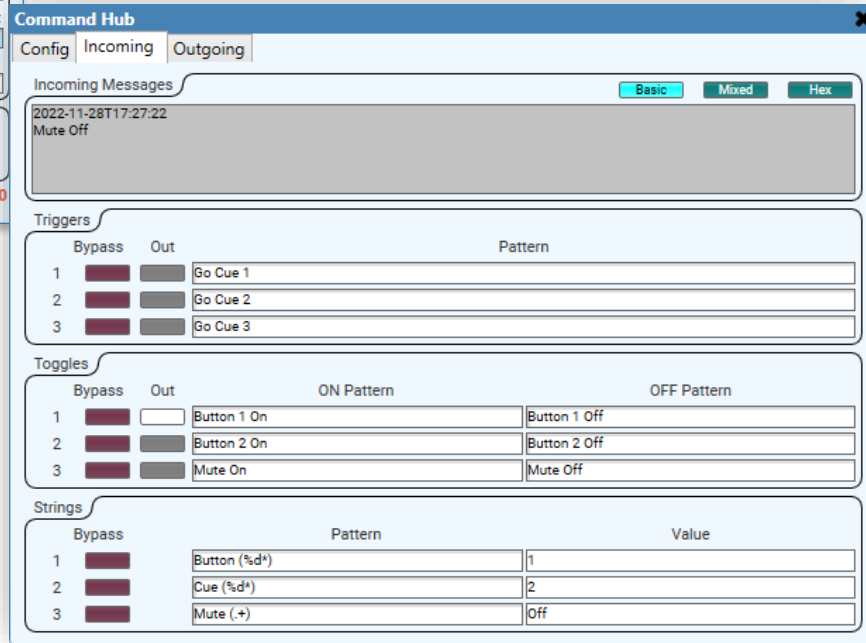 Command Hub
Config Incoming Outgoing
Incoming Messages Basic Mixed Hex
2022-11-28T17:27:22
Mute Off
0
Triggers
Bypass Out Pattern
1 Go Cue 1
2 Go Cue 2
3 Go Cue 3
Toggles
Bypass Out ON Pattern OFF Pattern
1 Button 1 On Button 1 Off
2 Button 2 On Button 2 Off
3 Mute On Mute Off
Strings
Bypass Pattern Value
1 Button (%d*) 1
2 Cue (%d*) 2
3 Mute (.+) Off